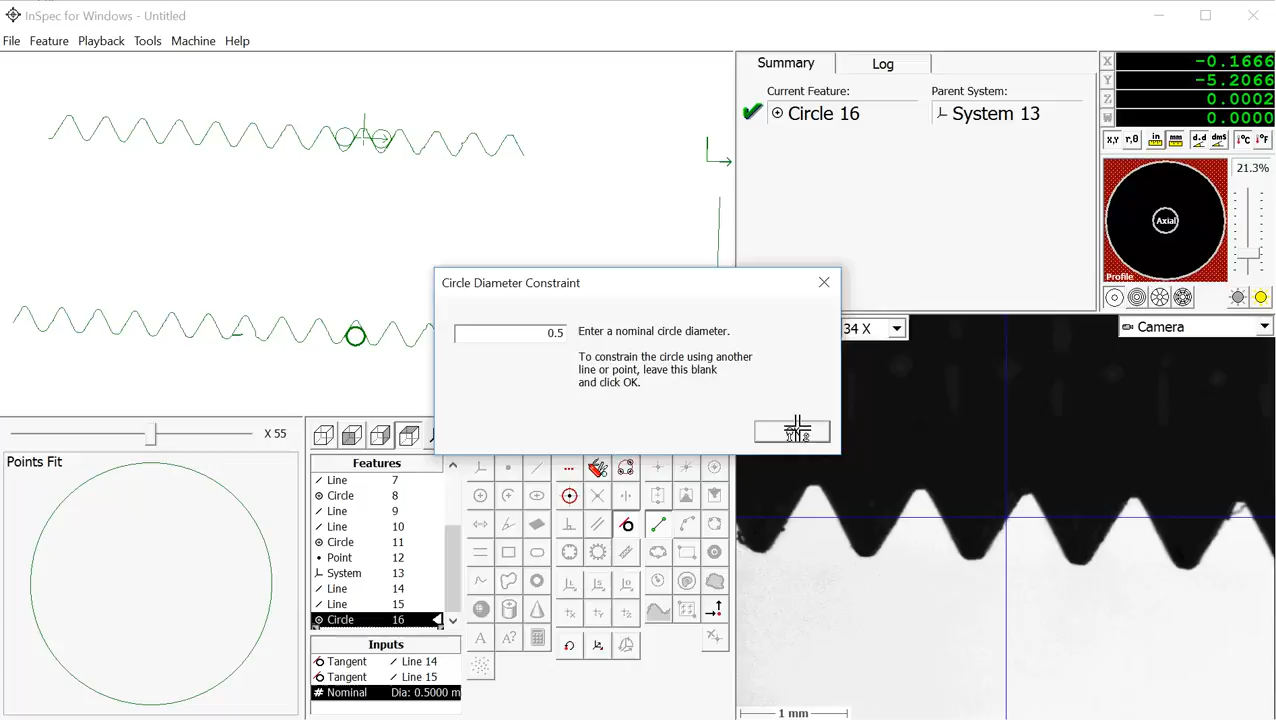 InSpec for Windows - Untitled
File Feature Playback Tools Machine Help
Summary Log
Current Feature: Parent System:
Circle 16 System 13
X -0.1666
Y -5.2066
Z 0.0002
W 0.0000
x,y r,θ in mm d.d dms °C °F
21.3%
Axial
Profile
Circle Diameter Constraint
0.5 Enter a nominal circle diameter.
To constrain the circle using another
line or point, leave this blank
and click OK.
34 X Camera
X 55
Points Fit
Features
Line 7
Circle 8
Line 9
Line 10
Circle 11
Point 12
System 13
Line 14
Line 15
Circle 16
Inputs
Tangent Line 14
Tangent Line 15
# Nominal Dia: 0.5000 m
A A?
1 mm